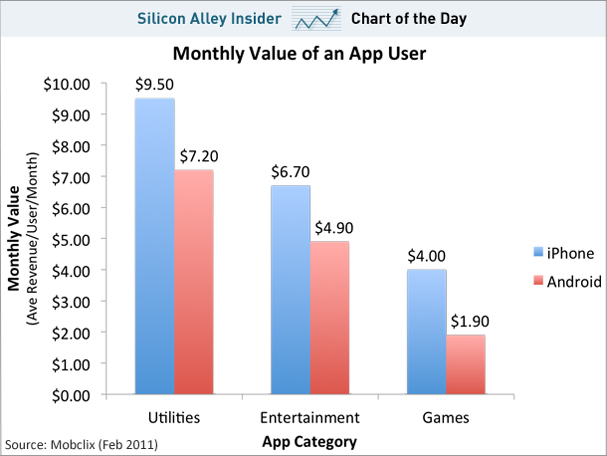 Silicon Alley Insider Chart of the Day
Monthly Value of an App User
$10.00
$9.00
$8.00
$7.00
$6.00
$5.00
$4.00
$3.00
$2.00
$1.00
$0.00
Monthly Value
(Ave Revenue/User/Month)
$9.50
$7.20
$6.70
$4.90
$4.00
$1.90
iPhone
Android
Utilities Entertainment Games
App Category
Source: Mobclix (Feb 2011)